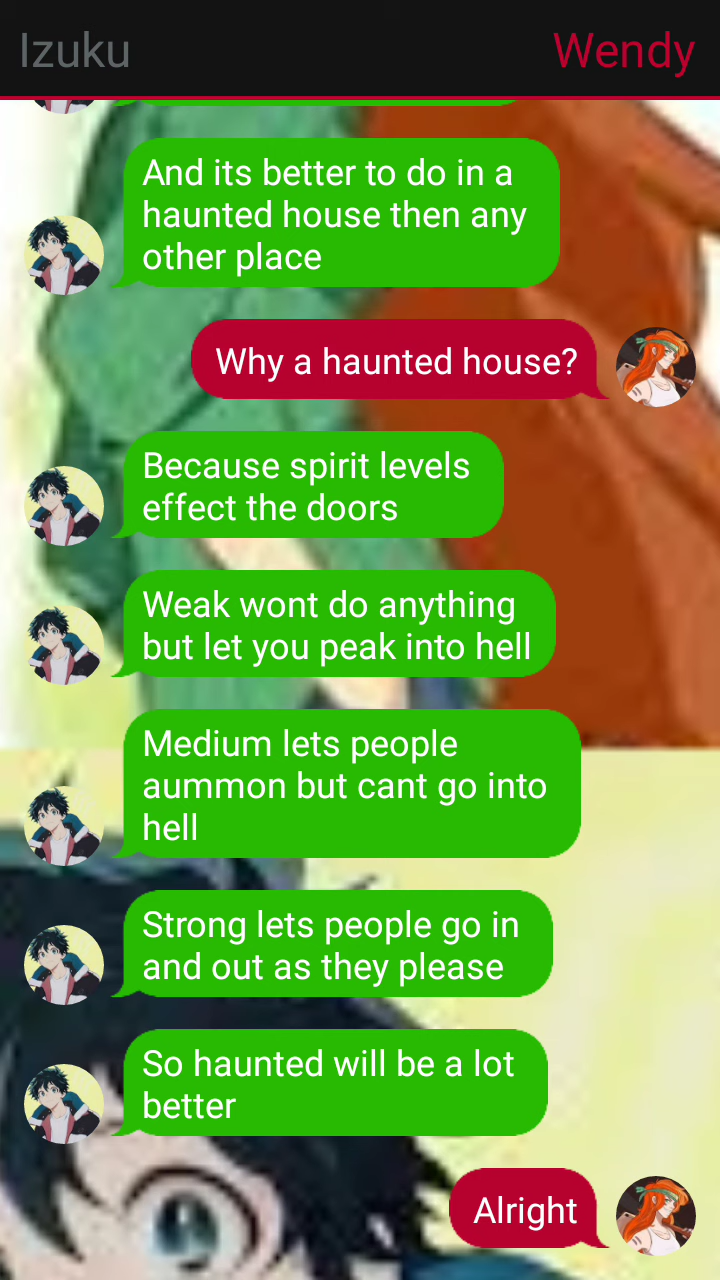 Izuku
Wendy
And its better to do in a
haunted house then any
other place
Why a haunted house?
Because spirit levels
effect the doors
Weak wont do anything
but let you peak into hell
Medium lets people
aummon but cant go into
hell
Strong lets people go in
and out as they please
So haunted will be a lot
better
Alright